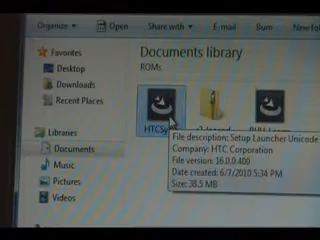 Organize Open Share with E-mail Burn New fol
Favorites
Desktop
Downloads
Recent Places
Libraries
Documents
Music
Pictures
Videos
Documents library
ROMs
HTCSy
File description: Setup Launcher Unicode
Company: HTC Corporation
File version: 16.0.0.400
Date created: 6/7/2010 5:34 PM
Size: 38.5 MB